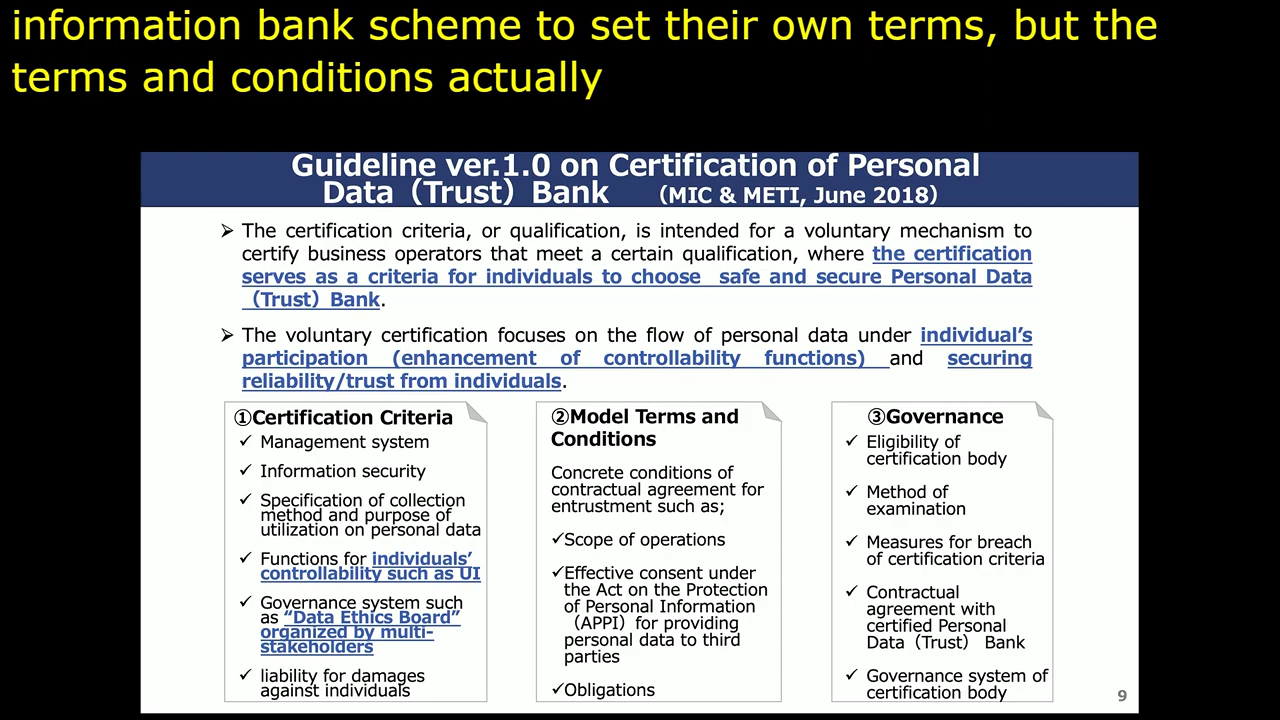 information bank scheme to set their own terms, but the
terms and conditions actually
Guideline ver.1.0 on Certification of Personal
Data（Trust）Bank （MIC & METI, June 2018）
➢ The certification criteria, or qualification, is intended for a voluntary mechanism to
certify business operators that meet a certain qualification, where the certification
serves as a criteria for individuals to choose safe and secure Personal Data
（Trust）Bank.
➢ The voluntary certification focuses on the flow of personal data under individual’s
participation (enhancement of controllability functions) and securing
reliability/trust from individuals.
①Certification Criteria
✓ Management system
✓ Information security
✓ Specification of collection
method and purpose of
utilization on personal data
✓ Functions for individuals’
controllability such as UI
✓ Governance system such
as “Data Ethics Board”
organized by multi-
stakeholders
✓ liability for damages
against individuals
②Model Terms and
Conditions
Concrete conditions of
contractual agreement for
entrustment such as;
✓Scope of operations
✓Effective consent under
the Act on the Protection
of Personal Information
（APPI）for providing
personal data to third
parties
✓Obligations
③Governance
✓ Eligibility of
certification body
✓ Method of
examination
✓ Measures for breach
of certification criteria
✓ Contractual
agreement with
certified Personal
Data（Trust） Bank
✓ Governance system of
certification body
9